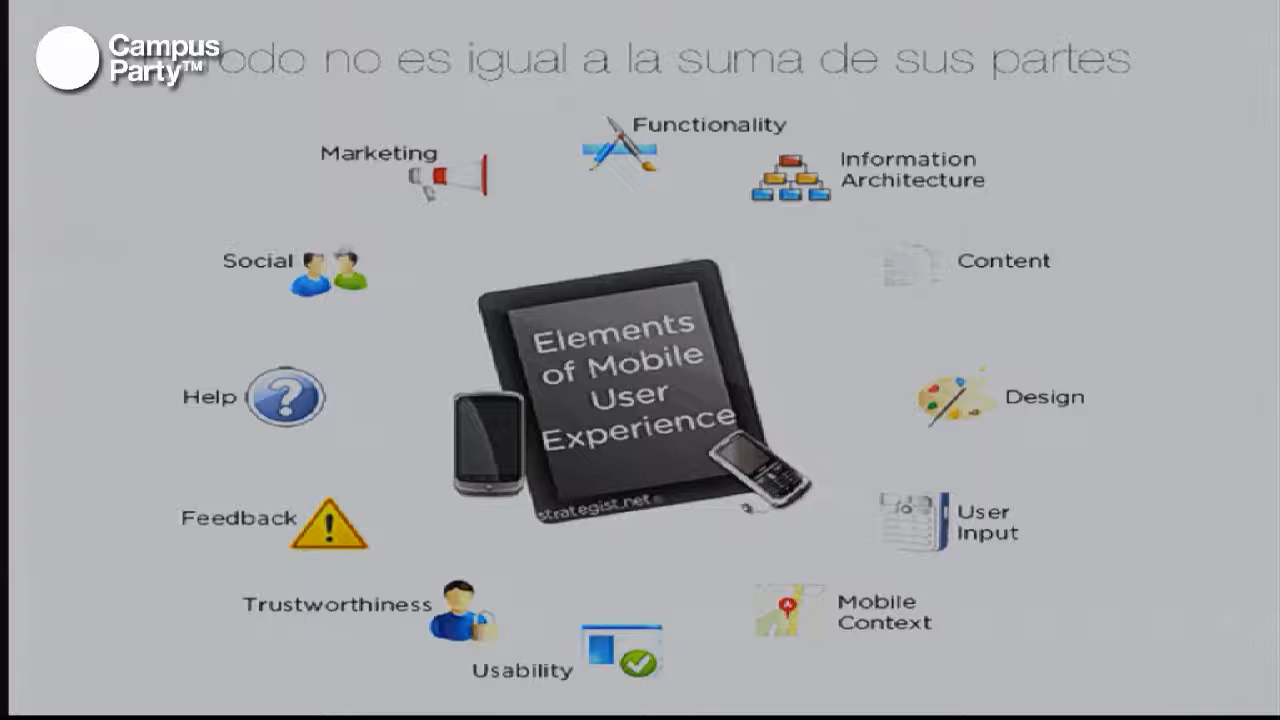 Campus
Party™
odo no es igual a la suma de sus partes
Functionality
Marketing
Information
Architecture
Social
Content
Elements
of Mobile
User
Experience
Help
Design
strategist.net
Feedback
User
Input
Trustworthiness
Mobile
Context
Usability